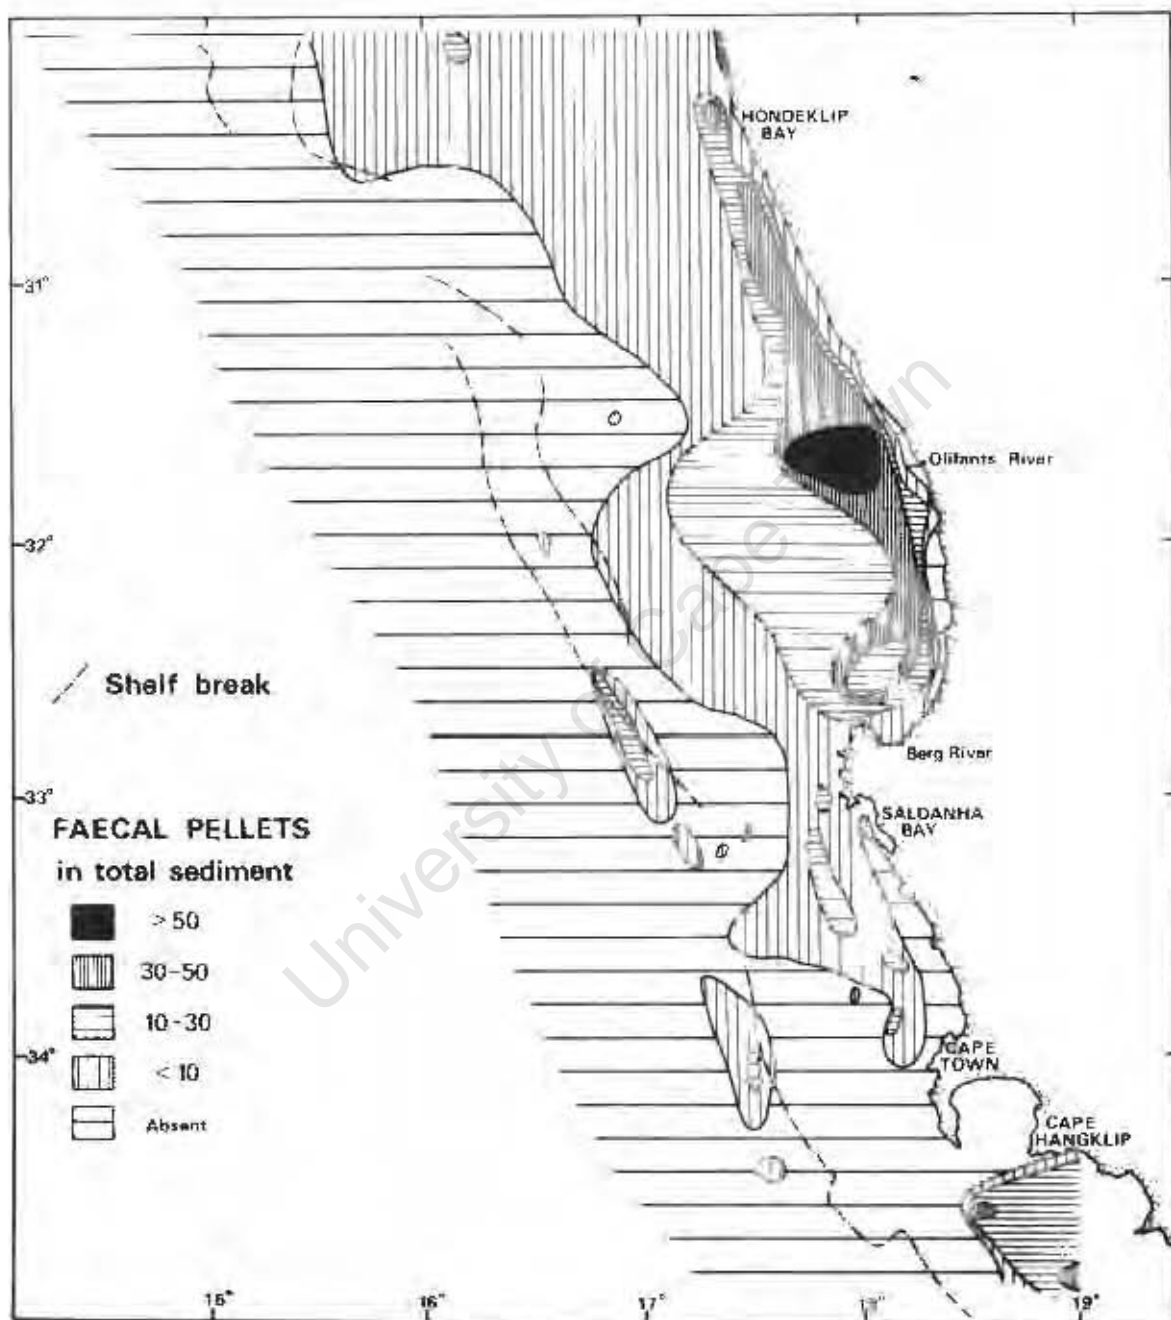 HONDEKLIP
BAY
31°
Olifants River
32°
Shelf break
Berg River
33°
SALDANHA
BAY
FAECAL PELLETS
in total sediment
> 50
30-50
10-30
< 10
Absent
34°
CAPE
TOWN
CAPE
HANGKLIP
15°
16°
17°
18°
19°
University of Cape Town